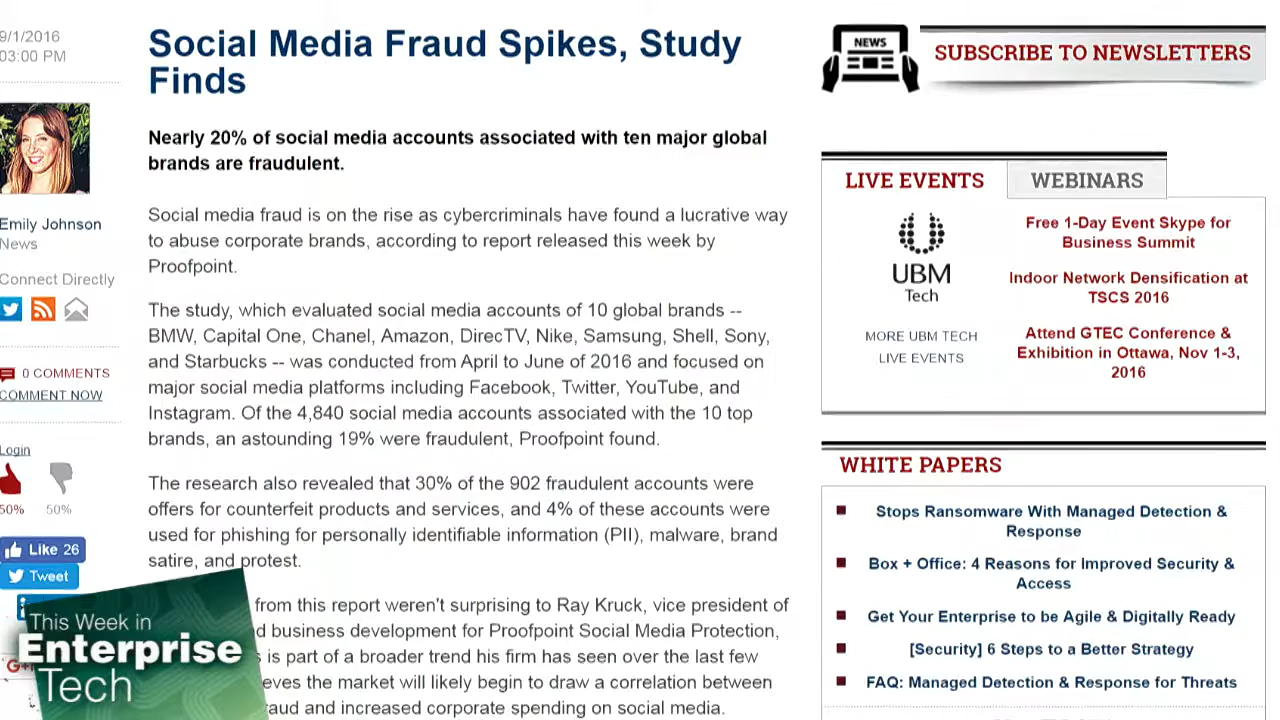 9/1/2016
03:00 PM
Emily Johnson
News
Connect Directly
0 COMMENTS
COMMENT NOW
Login
50%
50%
Like 26
Tweet
Social Media Fraud Spikes, Study
Finds
Nearly 20% of social media accounts associated with ten major global
brands are fraudulent.
Social media fraud is on the rise as cybercriminals have found a lucrative way
to abuse corporate brands, according to report released this week by
Proofpoint.
The study, which evaluated social media accounts of 10 global brands --
BMW, Capital One, Chanel, Amazon, DirecTV, Nike, Samsung, Shell, Sony,
and Starbucks -- was conducted from April to June of 2016 and focused on
major social media platforms including Facebook, Twitter, YouTube, and
Instagram. Of the 4,840 social media accounts associated with the 10 top
brands, an astounding 19% were fraudulent, Proofpoint found.
The research also revealed that 30% of the 902 fraudulent accounts were
offers for counterfeit products and services, and 4% of these accounts were
used for phishing for personally identifiable information (PII), malware, brand
satire, and protest.
from this report weren't surprising to Ray Kruck, vice president of
business development for Proofpoint Social Media Protection,
is part of a broader trend his firm has seen over the last few
the market will likely begin to draw a correlation between
and increased corporate spending on social media.
This Week in
Enterprise
Tech
NEWS
SUBSCRIBE TO NEWSLETTERS
LIVE EVENTS
WEBINARS
UBM
Tech
MORE UBM TECH
LIVE EVENTS
Free 1-Day Event Skype for
Business Summit
Indoor Network Densification at
TSCS 2016
Attend GTEC Conference &
Exhibition in Ottawa, Nov 1-3,
2016
WHITE PAPERS
Stops Ransomware With Managed Detection &
Response
Box + Office: 4 Reasons for Improved Security &
Access
Get Your Enterprise to be Agile & Digitally Ready
[Security] 6 Steps to a Better Strategy
FAQ: Managed Detection & Response for Threats